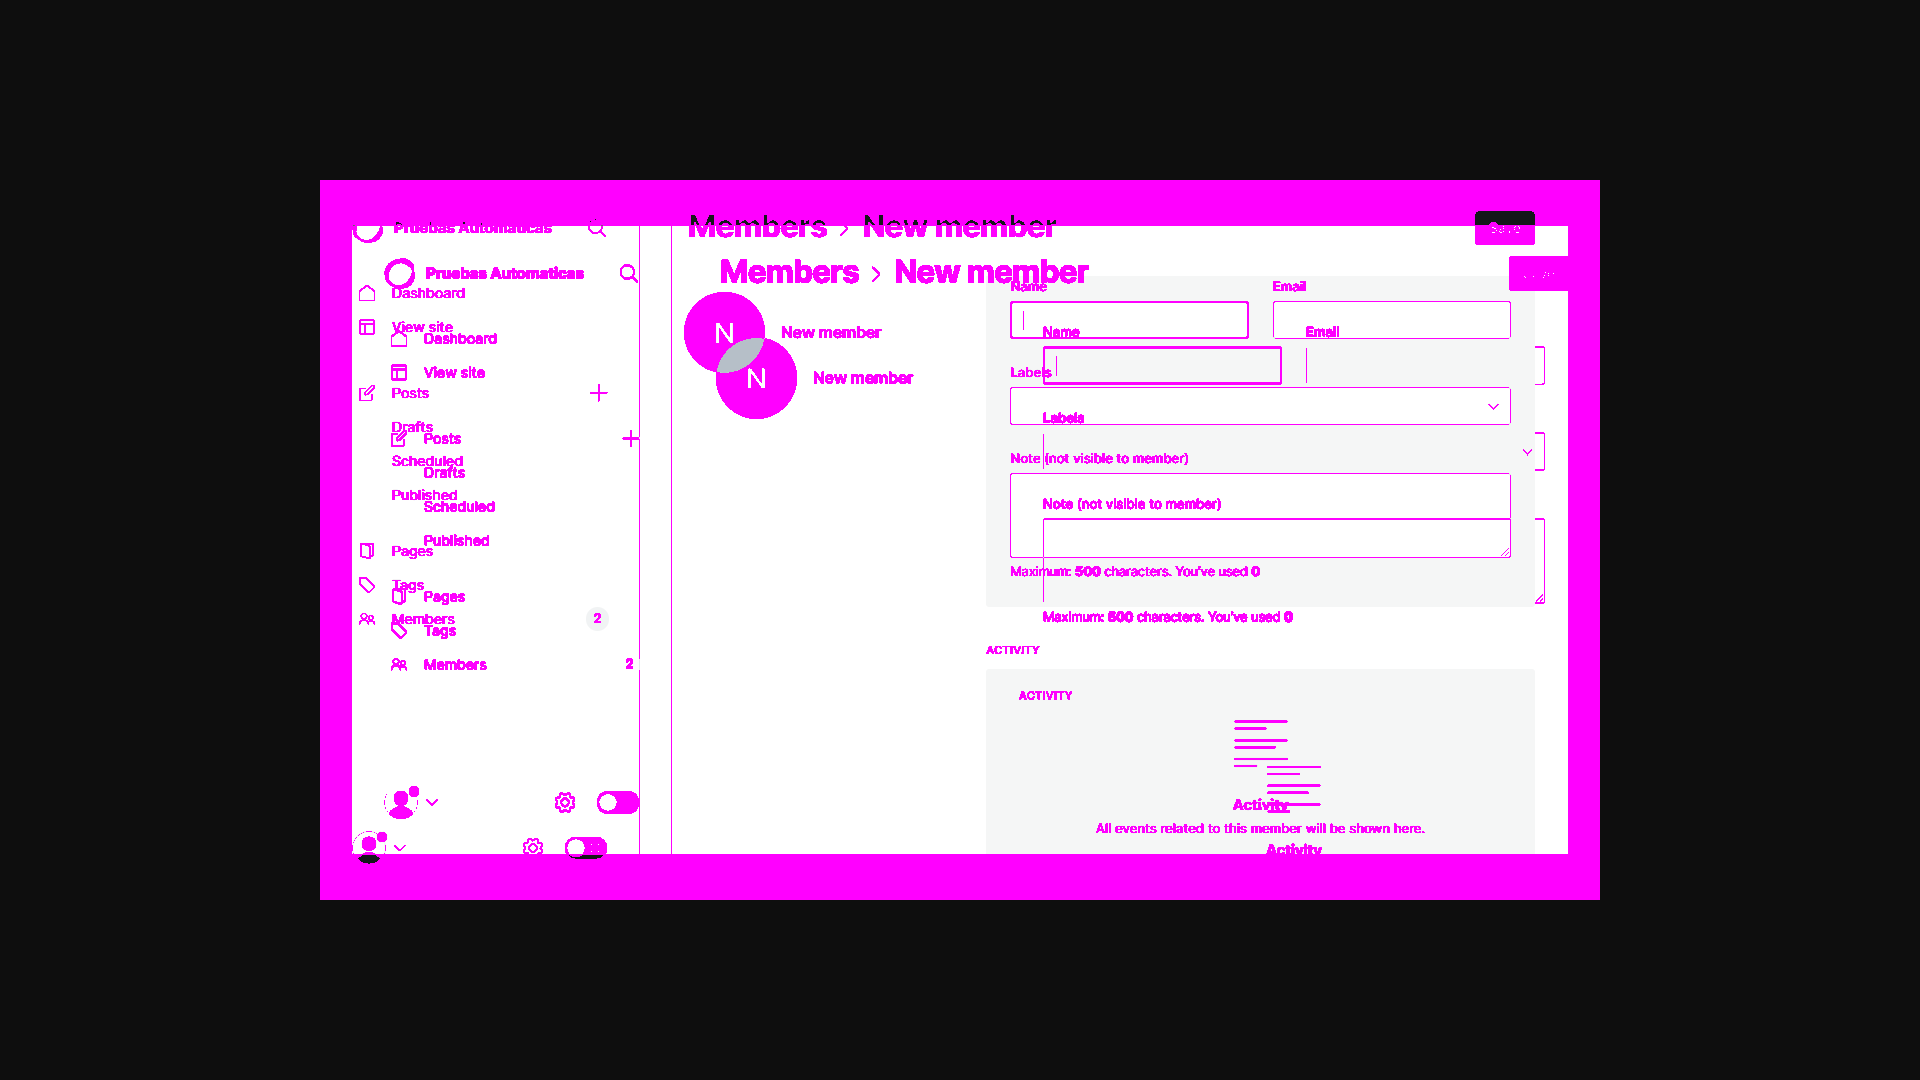 Pruebas Automaticas
Members › New member
Save
Pruebas Automaticas
Members › New member
Dashboard
Name
Email
View site
Dashboard
N
New member
Name
Email
View site
Labels
N
New member
Posts
Labels
Drafts
Posts
Scheduled
Note (not visible to member)
Drafts
Published
Scheduled
Note (not visible to member)
Published
Pages
Maximum: 500 characters. You've used 0
Tags
Pages
Members
2
Maximum: 500 characters. You've used 0
Tags
ACTIVITY
Members
2
ACTIVITY
Activity
All events related to this member will be shown here.
Activity